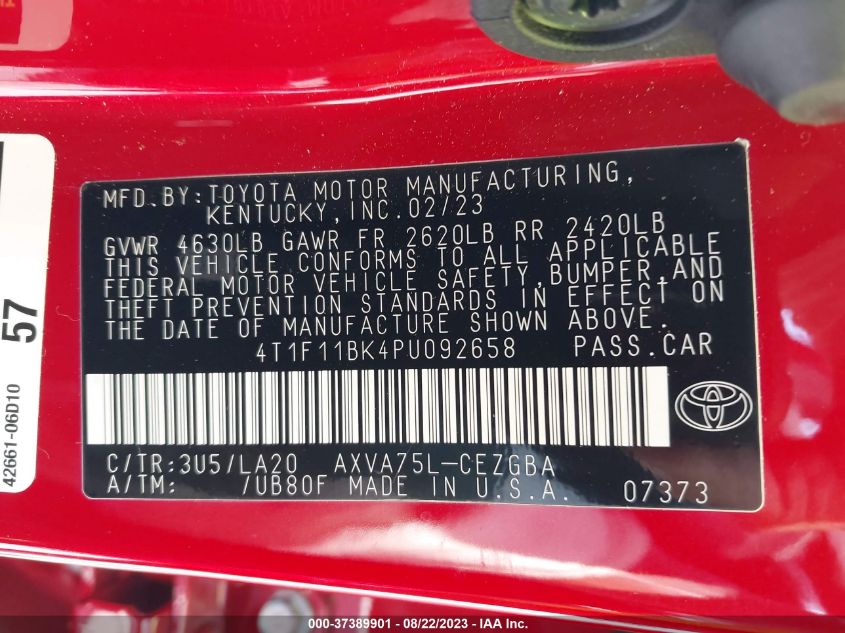 MFD.BY:TOYOTA MOTOR MANUFACTURING,
KENTUCKY,INC.02/23
GVWR 4630LB GAWR FR 2620LB RR 2420LB
THIS VEHICLE CONFORMS TO ALL APPLICABLE
FEDERAL MOTOR VEHICLE SAFETY,BUMPER,AND
THEFT PREVENTION STANDARDS IN EFFECT ON
THE DATE OF MANUFACTURE SHOWN ABOVE.
4T1F11BK4PU092658 PASS.CAR
C/TR:3U5/LA20 AXVA75L-CEZGBA
A/TM: /UB80F MADE IN U.S.A. 07373
57
42661-06D10
000-37389901 - 08/22/2023 - IAA Inc.